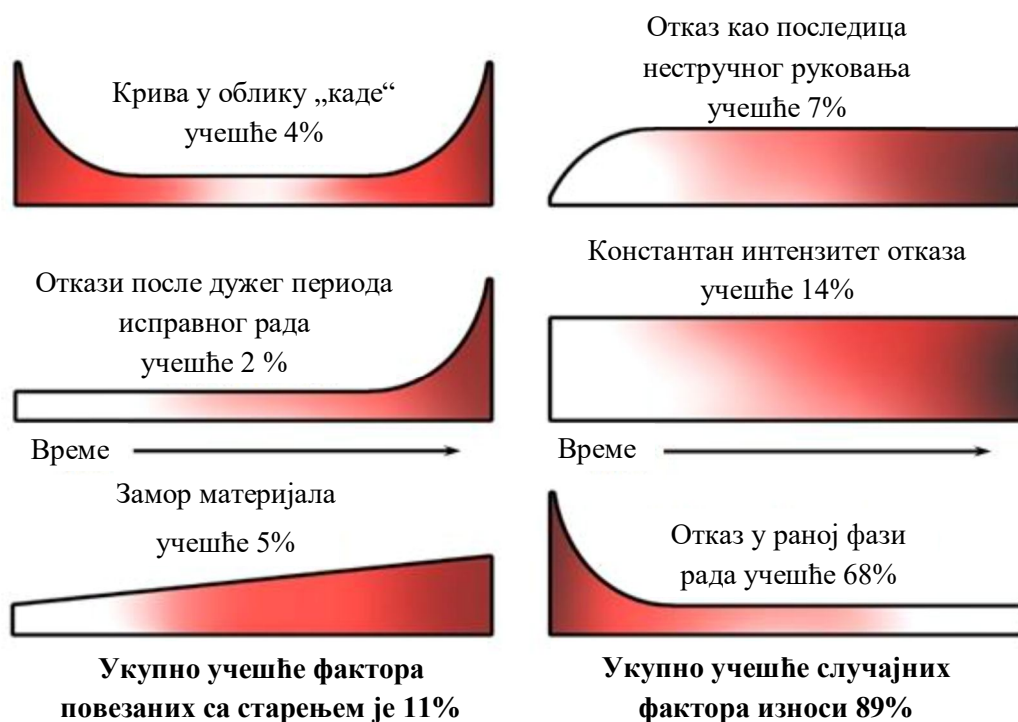 Крива у облику „каде“
учешће 4%
Откази после дужег периода
исправног рада
учешће 2 %
Време
Замор материјала
учешће 5%
Укупно учешће фактора
повезаних са старењем је 11%
Отказ као последица
нестручног руковања
учешће 7%
Константан интензитет отказа
учешће 14%
Време
Отказ у раној фази
рада учешће 68%
Укупно учешће случајних
фактора износи 89%